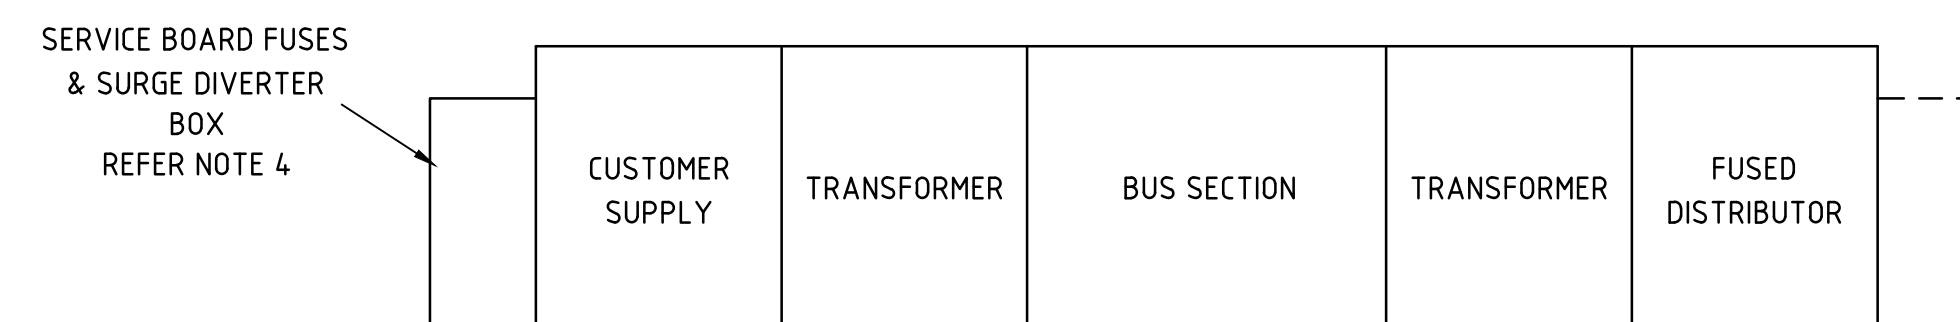 SERVICE BOARD FUSES
& SURGE DIVERTER
BOX
REFER NOTE 4
CUSTOMER
SUPPLY
TRANSFORMER
BUS SECTION
TRANSFORMER
FUSED
DISTRIBUTOR